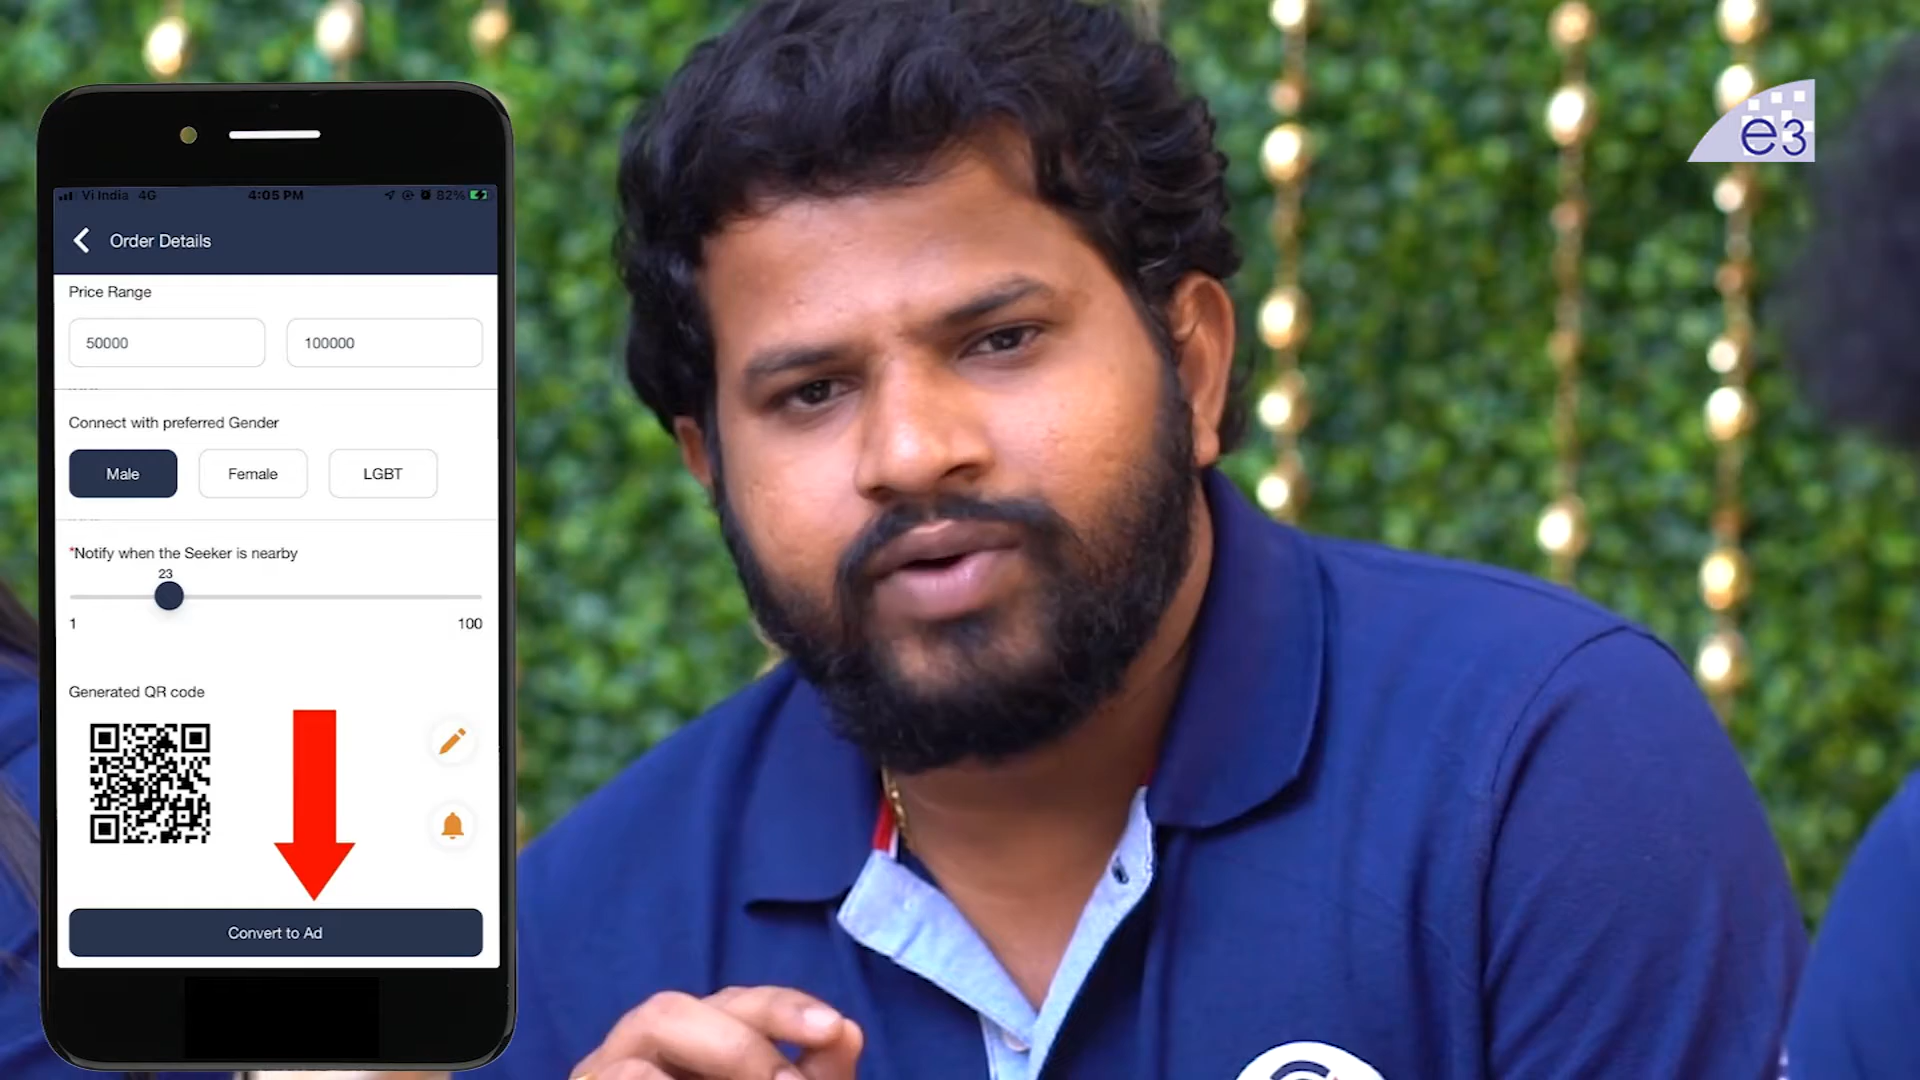 Vi India 4G 4:05 PM 82%
Order Details
Price Range
50000 100000
Connect with preferred Gender
Male Female LGBT
*Notify when the Seeker is nearby
23
1 100
Generated QR code
Convert to Ad
e3